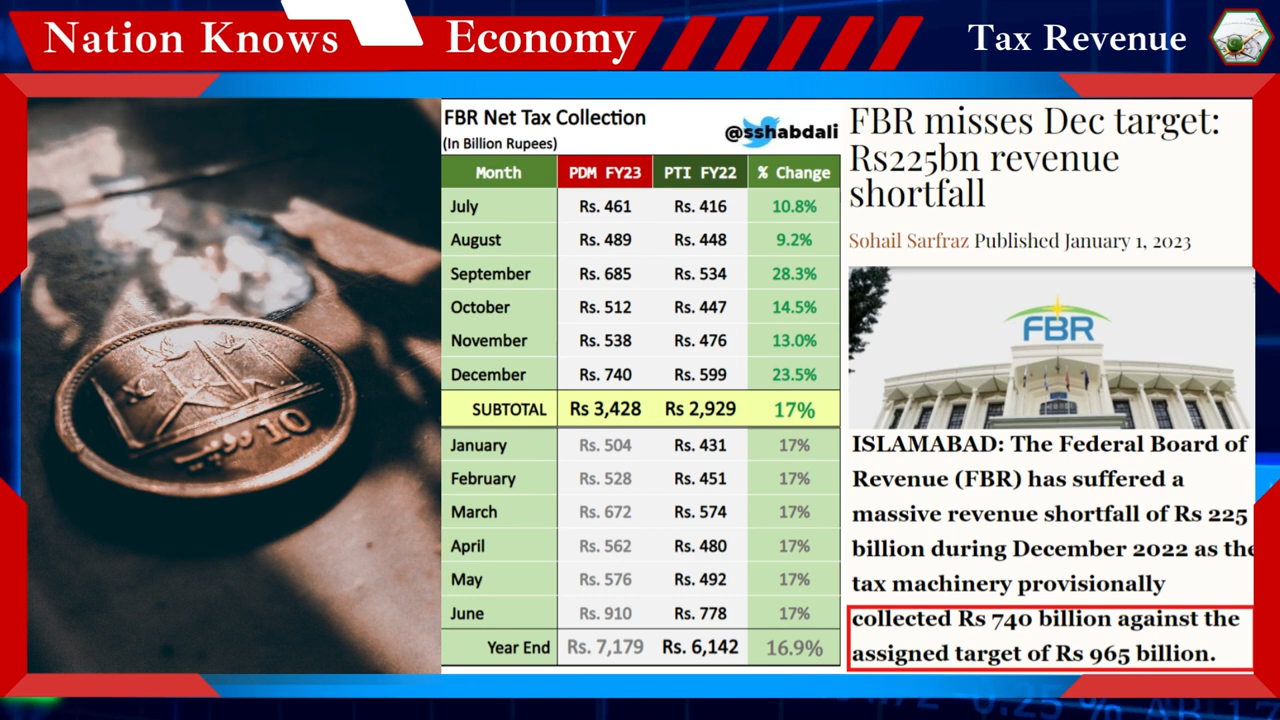 Nation Knows
Economy
Tax Revenue
10
روپیہ
FBR Net Tax Collection
(In Billion Rupees)
@sshabdali
Month PDM FY23 PTI FY22 % Change
July Rs. 461 Rs. 416 10.8%
August Rs. 489 Rs. 448 9.2%
September Rs. 685 Rs. 534 28.3%
October Rs. 512 Rs. 447 14.5%
November Rs. 538 Rs. 476 13.0%
December Rs. 740 Rs. 599 23.5%
SUBTOTAL Rs 3,428 Rs 2,929 17%
January Rs. 504 Rs. 431 17%
February Rs. 528 Rs. 451 17%
March Rs. 672 Rs. 574 17%
April Rs. 562 Rs. 480 17%
May Rs. 576 Rs. 492 17%
June Rs. 910 Rs. 778 17%
Year End Rs. 7,179 Rs. 6,142 16.9%
FBR misses Dec target:
Rs225bn revenue
shortfall
Sohail Sarfraz Published January 1, 2023
FBR
ISLAMABAD: The Federal Board of
Revenue (FBR) has suffered a
massive revenue shortfall of Rs 225
billion during December 2022 as the
tax machinery provisionally
collected Rs 740 billion against the
assigned target of Rs 965 billion.